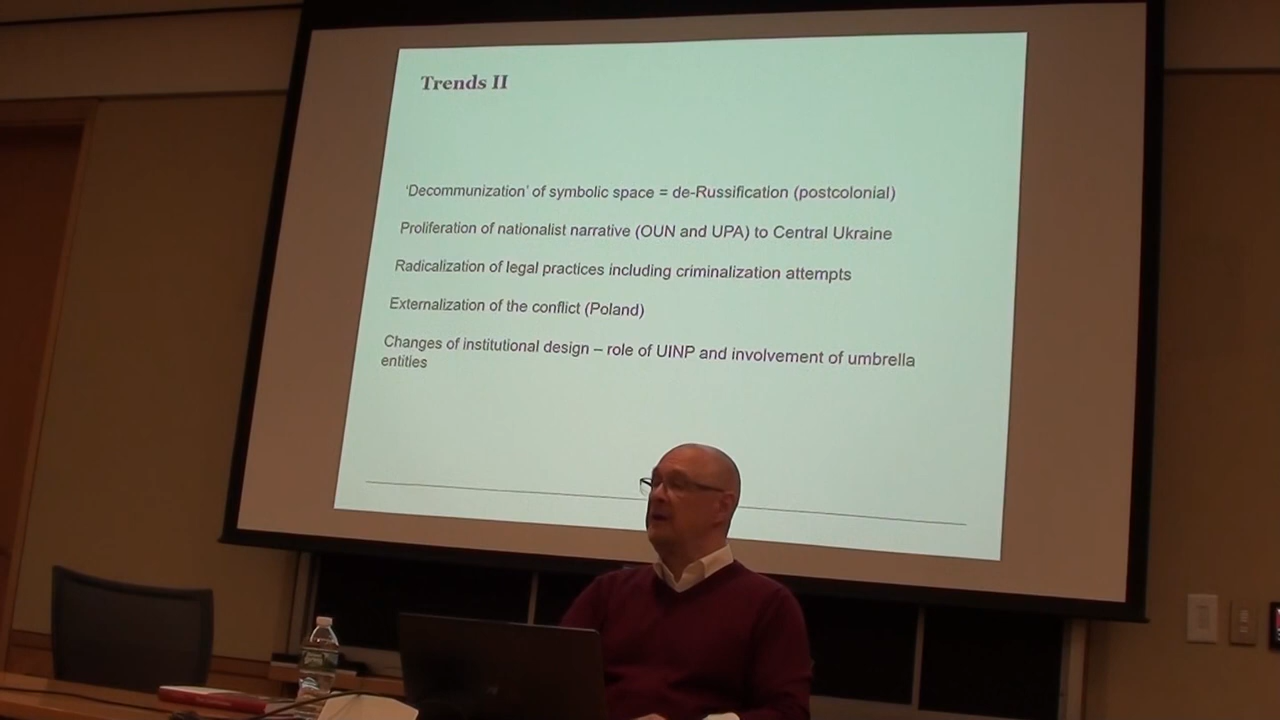 Trends II
'Decommunization' of symbolic space = de-Russification (postcolonial)
Proliferation of nationalist narrative (OUN and UPA) to Central Ukraine
Radicalization of legal practices including criminalization attempts
Externalization of the conflict (Poland)
Changes of institutional design – role of UINP and involvement of umbrella
entities